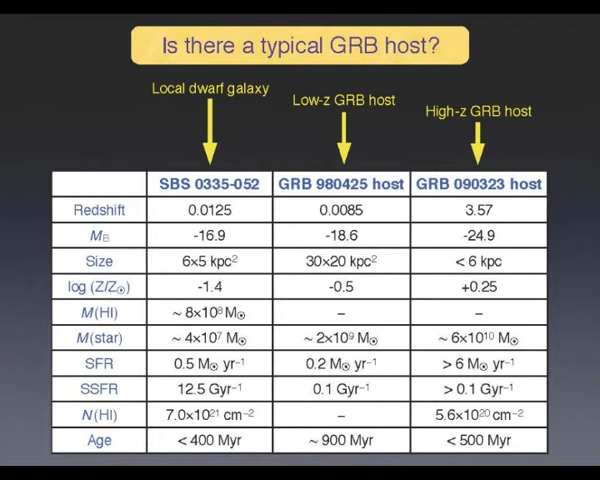 Is there a typical GRB host?
Local dwarf galaxy
Low-z GRB host
High-z GRB host
SBS 0335-052 GRB 980425 host GRB 090323 host
Redshift 0.0125 0.0085 3.57
M_B -16.9 -18.6 -24.9
Size 6×5 kpc² 30×20 kpc² < 6 kpc
log (Z/Z☉) -1.4 -0.5 +0.25
M(HI) ~ 8×10⁸ M☉ – –
M(star) ~ 4×10⁷ M☉ ~ 2×10⁹ M☉ ~ 6×10¹⁰ M☉
SFR 0.5 M☉ yr⁻¹ 0.2 M☉ yr⁻¹ > 6 M☉ yr⁻¹
SSFR 12.5 Gyr⁻¹ 0.1 Gyr⁻¹ > 0.1 Gyr⁻¹
N(HI) 7.0×10²¹ cm⁻² – 5.6×10²⁰ cm⁻²
Age < 400 Myr ~ 900 Myr < 500 Myr